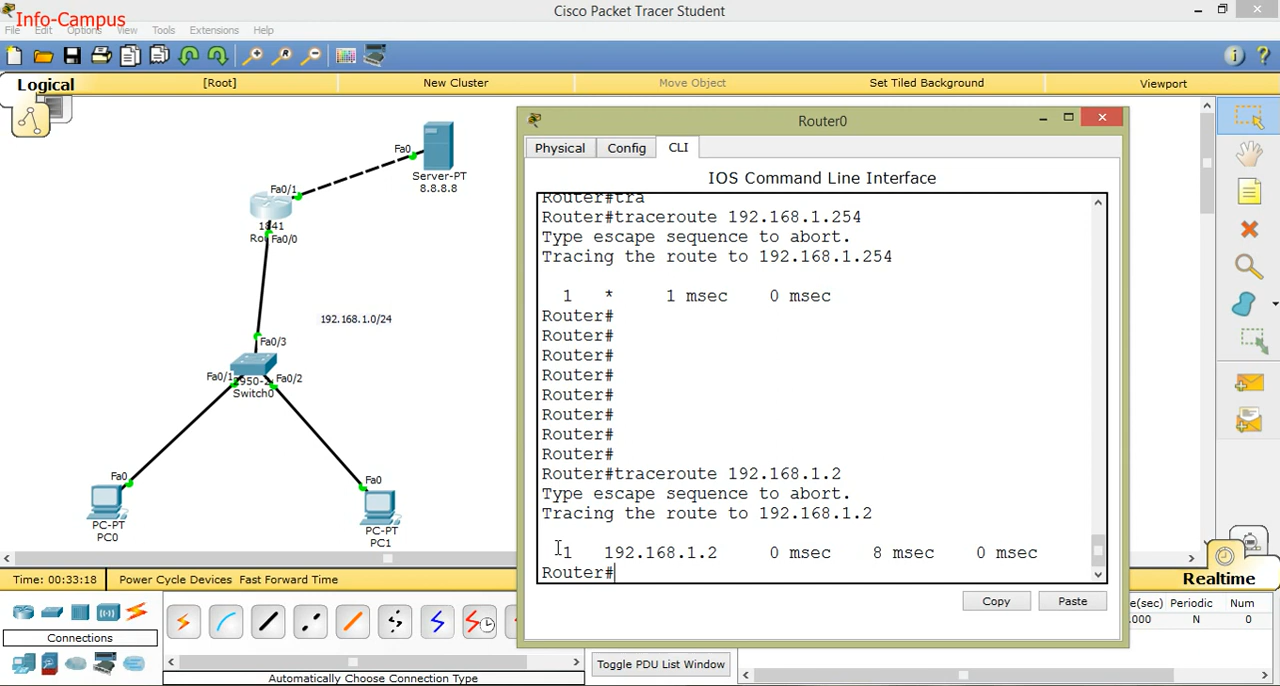 Cisco Packet Tracer Student
Info-Campus
File Edit Options View Tools Extensions Help
Logical
[Root]
New Cluster
Move Object
Set Tiled Background
Viewport
Fa0
Server-PT
8.8.8.8
Fa0/1
1841
Fa0/0
192.168.1.0/24
Fa0/3
Fa0/1
Fa0/2
Switch0
Fa0
PC-PT
PC0
Fa0
PC-PT
PC1
Router0
Physical
Config
CLI
IOS Command Line Interface
Router#tra
Router#traceroute 192.168.1.254
Type escape sequence to abort.
Tracing the route to 192.168.1.254
1 * 1 msec 0 msec
Router#
Router#
Router#
Router#
Router#
Router#
Router#
Router#
Router#traceroute 192.168.1.2
Type escape sequence to abort.
Tracing the route to 192.168.1.2
1 192.168.1.2 0 msec 8 msec 0 msec
Router#
Copy
Paste
Time: 00:33:18
Power Cycle Devices Fast Forward Time
Realtime
Connections
Automatically Choose Connection Type
Toggle PDU List Window
e(sec) Periodic Num
.000 N 0